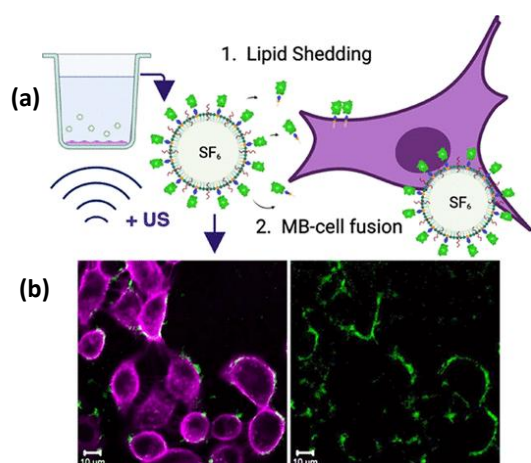 1. Lipid Shedding
(a)
SF₆
+ US
2. MB-cell fusion
SF₆
(b)
10 µm
10 µm